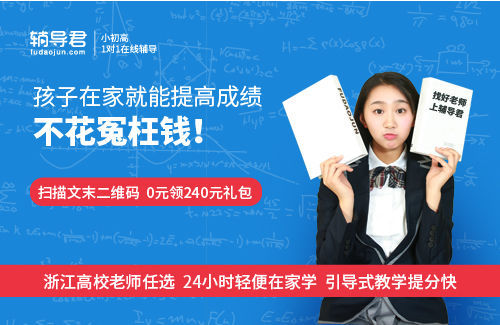 辅导君
fudaojun.com
小初高
1对1在线辅导
孩子在家就能提高成绩
不花冤枉钱!
扫描文末二维码 0元领240元礼包
FUDAOJUN
找好老师
上辅导君
浙江高校老师任选 24小时轻便在家学 引导式教学提分快